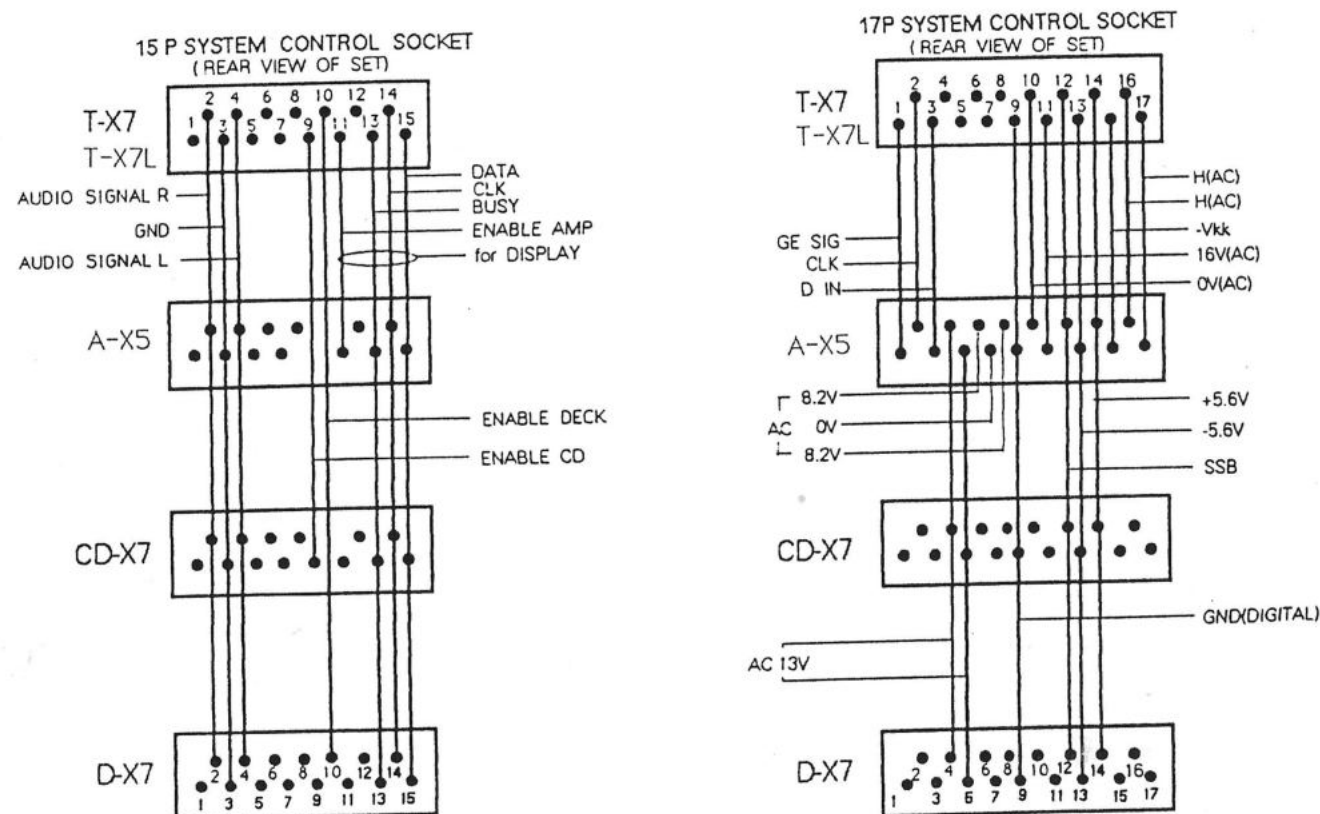 15 P SYSTEM CONTROL SOCKET
(REAR VIEW OF SET)
2 4 6 8 10 12 14
1 3 5 7 9 11 13 15
T-X7
T-X7L
DATA
CLK
BUSY
ENABLE AMP
for DISPLAY
AUDIO SIGNAL R
GND
AUDIO SIGNAL L
A-X5
ENABLE DECK
ENABLE CD
CD-X7
D-X7
2 4 6 8 10 12 14
1 3 5 7 9 11 13 15
17P SYSTEM CONTROL SOCKET
(REAR VIEW OF SET)
2 4 6 8 10 12 14 16
1 3 5 7 9 11 13 17
T-X7
T-X7L
H(AC)
H(AC)
-Vkk
16V(AC)
0V(AC)
GE SIG
CLK
D IN
A-X5
8.2V
AC 0V
8.2V
+5.6V
-5.6V
SSB
CD-X7
GND(DIGITAL)
AC 13V
D-X7
2 4 6 8 10 12 14 16
1 3 6 7 9 11 13 15 17